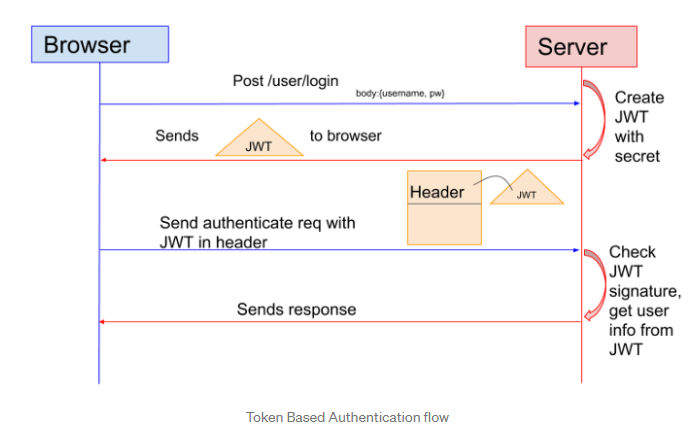 Browser
Server
Post /user/login
body:{username, pw}
Create
JWT
with
secret
Sends
JWT
to browser
Header
JWT
Send authenticate req with
JWT in header
Check
JWT
signature,
get user
info from
JWT
Sends response
Token Based Authentication flow